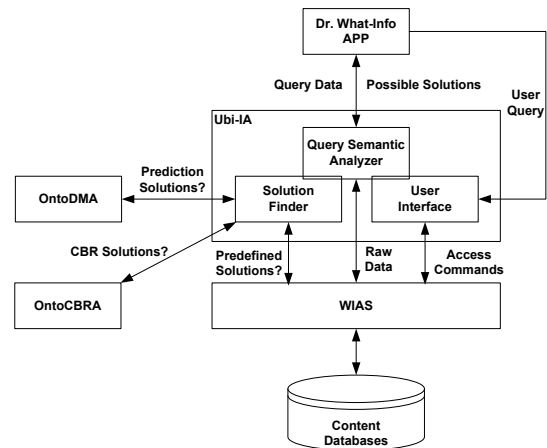 Dr. What-Info
APP
Query Data
Possible Solutions
User
Query
Ubi-IA
Query Semantic
Analyzer
Prediction
Solutions?
OntoDMA
Solution
Finder
User
Interface
CBR Solutions?
Predefined
Solutions?
Raw
Data
Access
Commands
OntoCBRA
WIAS
Content
Databases